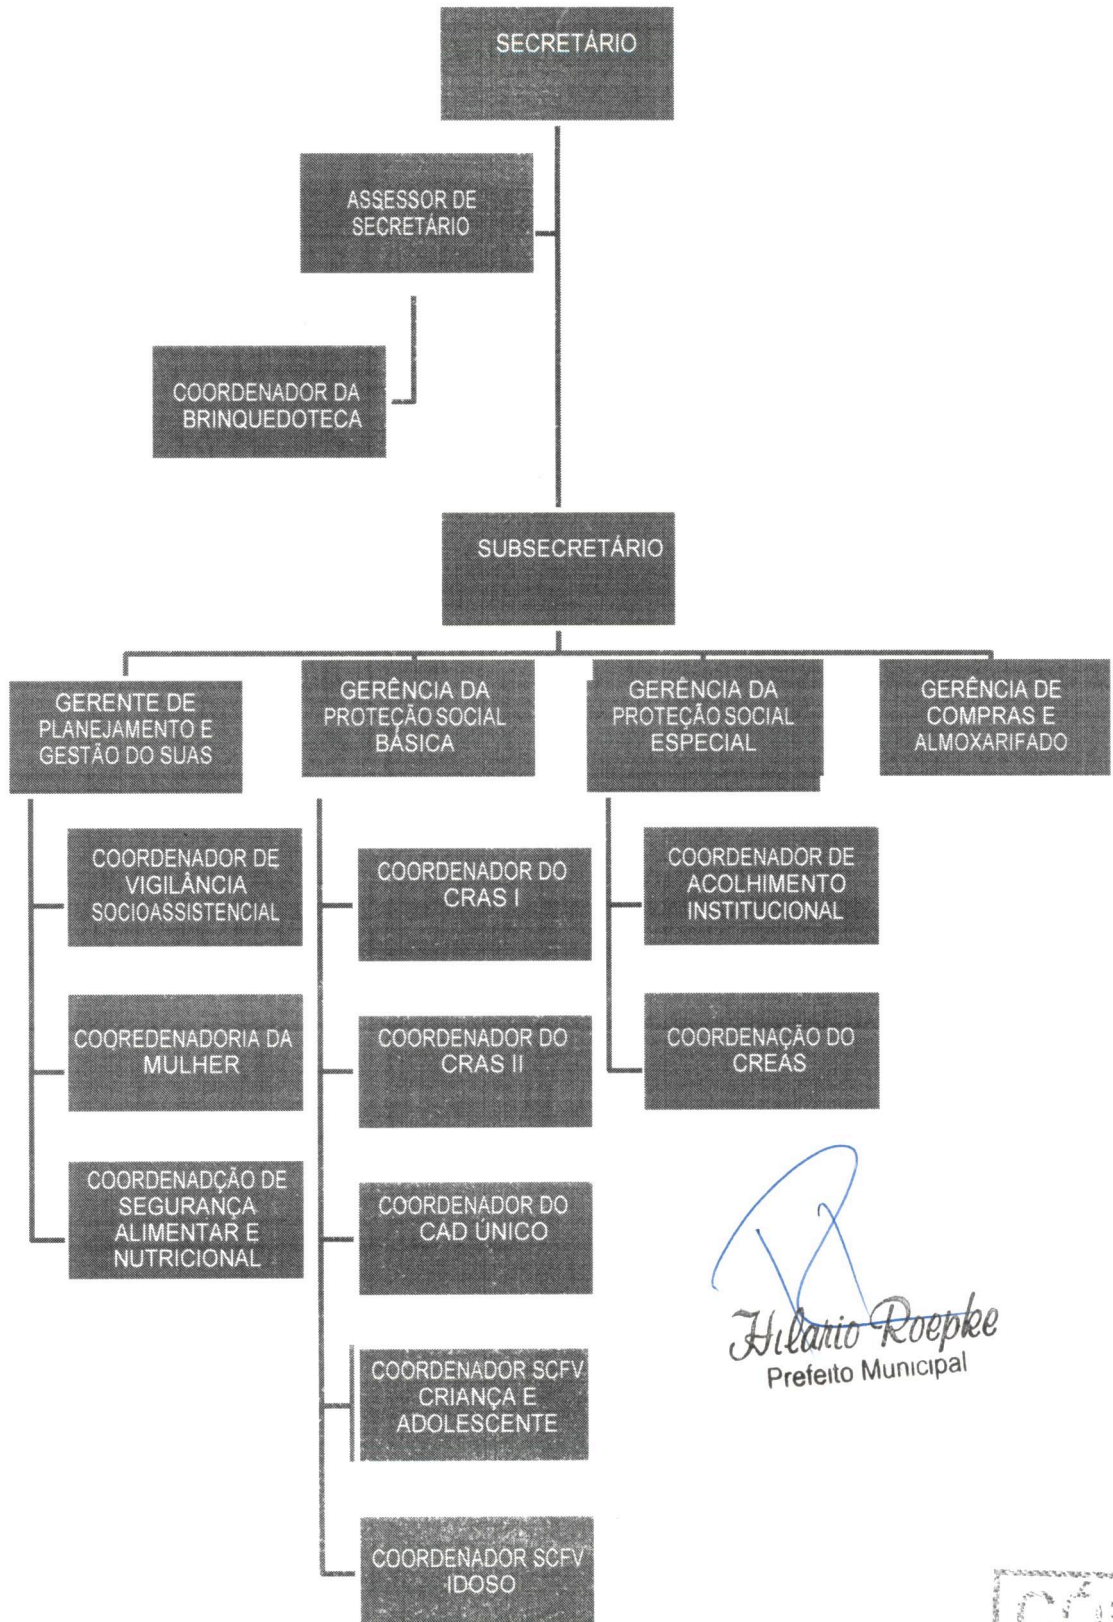 SECRETÁRIO
ASSESSOR DE
SECRETÁRIO
COORDENADOR DA
BRINQUEDOTECA
SUBSECRETÁRIO
GERENTE DE
PLANEJAMENTO E
GESTÃO DO SUAS
GERÊNCIA DA
PROTEÇÃO SOCIAL
BÁSICA
GERÊNCIA DA
PROTEÇÃO SOCIAL
ESPECIAL
GERÊNCIA DE
COMPRAS E
ALMOXARIFADO
COORDENADOR DE
VIGILÂNCIA
SOCIOASSISTENCIAL
COOREDENADORIA DA
MULHER
COORDENADÇÃO DE
SEGURANÇA
ALIMENTAR E
NUTRICIONAL
COORDENADOR DO
CRAS I
COORDENADOR DO
CRAS II
COORDENADOR DO
CAD ÚNICO
COORDENADOR SCFV
CRIANÇA E
ADOLESCENTE
COORDENADOR SCFV
IDOSO
COORDENADOR DE
ACOLHIMENTO
INSTITUCIONAL
COORDENAÇÃO DO
CREAS
Hilario Roepke
Prefeito Municipal